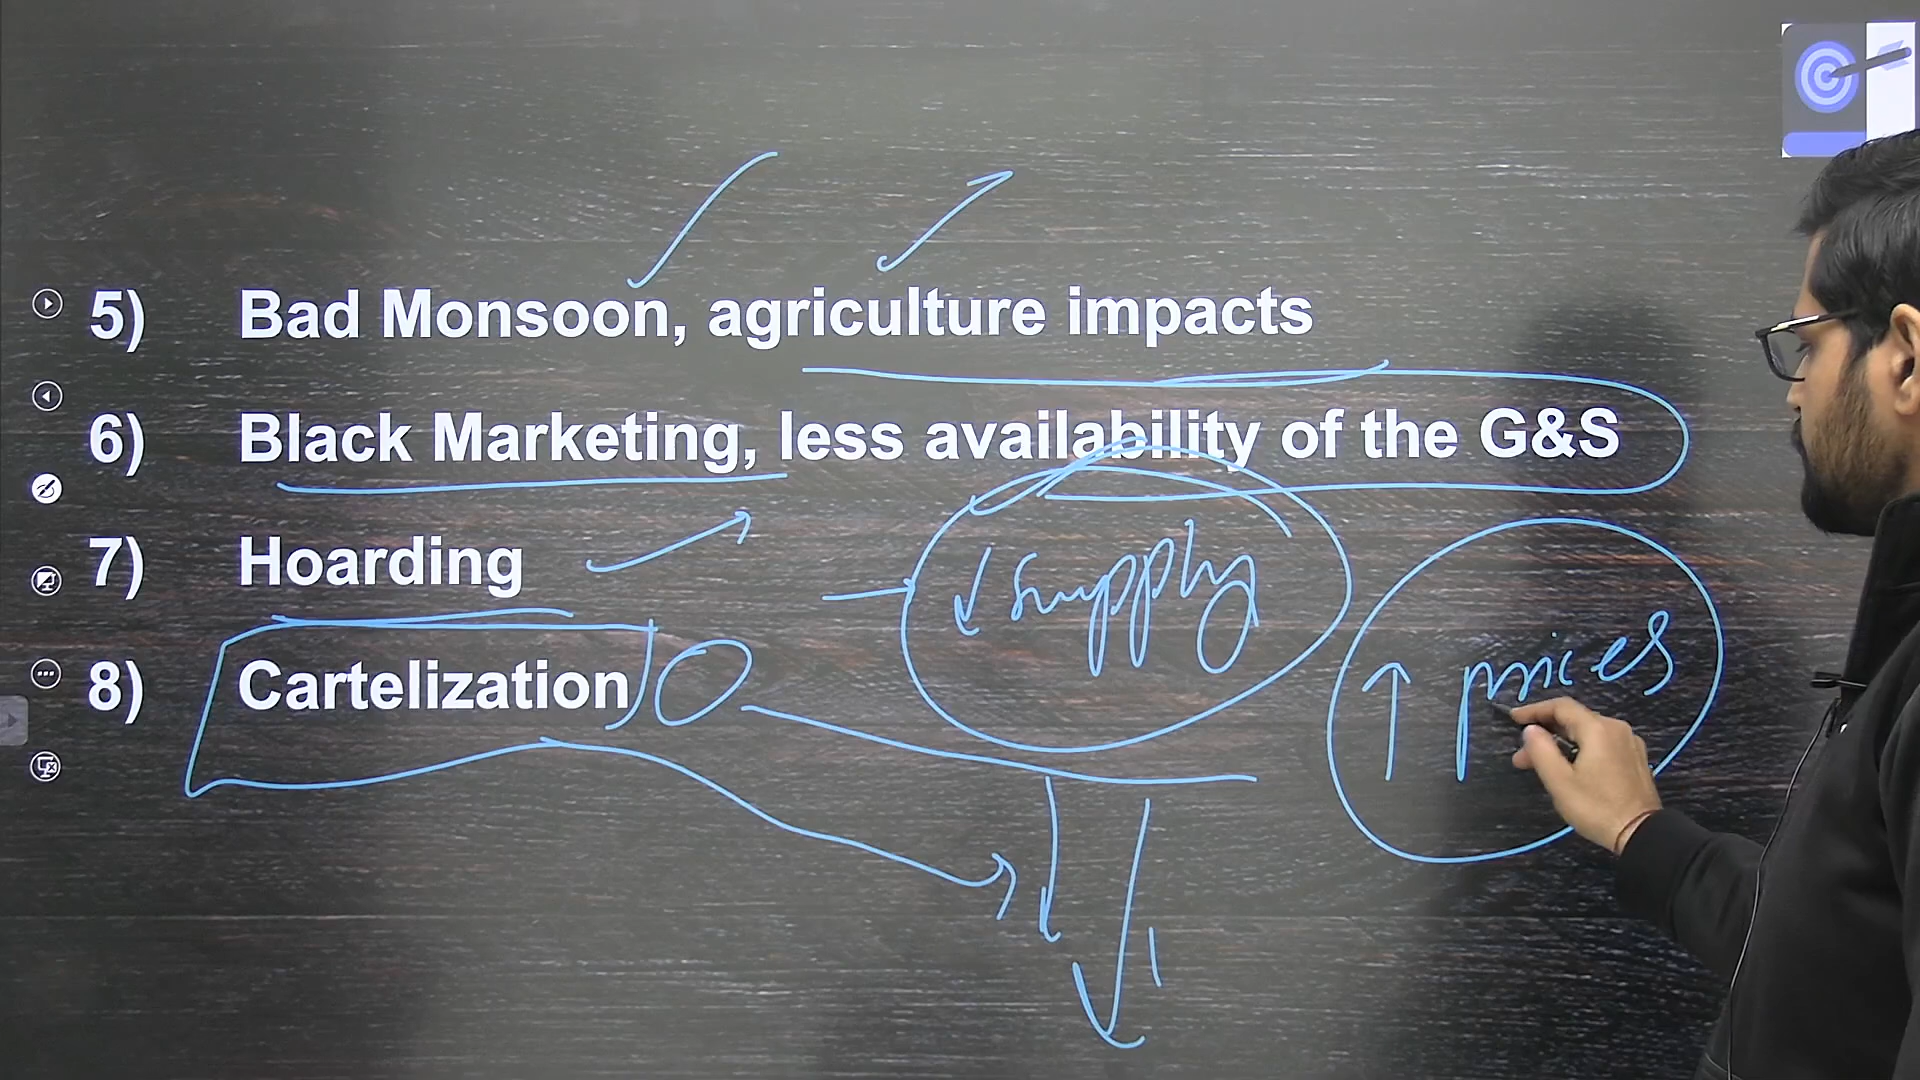 5) Bad Monsoon, agriculture impacts
6) Black Marketing, less availability of the G&S
7) Hoarding
↓ supply
↑ prices
8) Cartelization